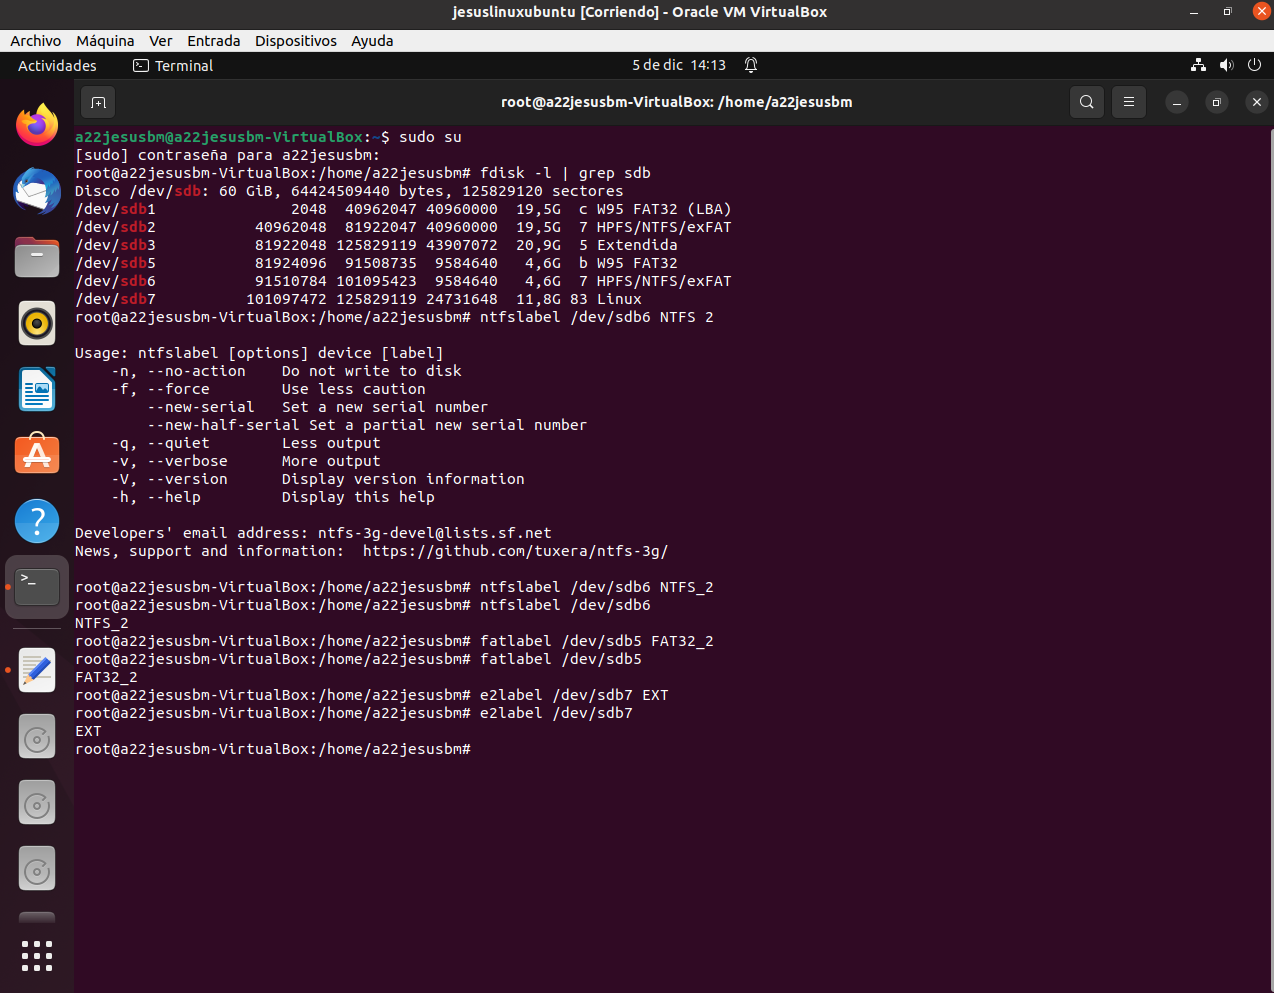 jesuslinuxubuntu [Corriendo] - Oracle VM VirtualBox
Archivo Máquina Ver Entrada Dispositivos Ayuda
Actividades Terminal 5 de dic 14:13
root@a22jesusbm-VirtualBox: /home/a22jesusbm
a22jesusbm@a22jesusbm-VirtualBox:~$ sudo su
[sudo] contraseña para a22jesusbm:
root@a22jesusbm-VirtualBox:/home/a22jesusbm# fdisk -l | grep sdb
Disco /dev/sdb: 60 GiB, 64424509440 bytes, 125829120 sectores
/dev/sdb1 2048 40962047 40960000 19,5G c W95 FAT32 (LBA)
/dev/sdb2 40962048 81922047 40960000 19,5G 7 HPFS/NTFS/exFAT
/dev/sdb3 81922048 125829119 43907072 20,9G 5 Extendida
/dev/sdb5 81924096 91508735 9584640 4,6G b W95 FAT32
/dev/sdb6 91510784 101095423 9584640 4,6G 7 HPFS/NTFS/exFAT
/dev/sdb7 101097472 125829119 24731648 11,8G 83 Linux
root@a22jesusbm-VirtualBox:/home/a22jesusbm# ntfslabel /dev/sdb6 NTFS 2
Usage: ntfslabel [options] device [label]
-n, --no-action Do not write to disk
-f, --force Use less caution
--new-serial Set a new serial number
--new-half-serial Set a partial new serial number
-q, --quiet Less output
-v, --verbose More output
-V, --version Display version information
-h, --help Display this help
Developers' email address: ntfs-3g-devel@lists.sf.net
News, support and information: https://github.com/tuxera/ntfs-3g/
root@a22jesusbm-VirtualBox:/home/a22jesusbm# ntfslabel /dev/sdb6 NTFS_2
root@a22jesusbm-VirtualBox:/home/a22jesusbm# ntfslabel /dev/sdb6
NTFS_2
root@a22jesusbm-VirtualBox:/home/a22jesusbm# fatlabel /dev/sdb5 FAT32_2
root@a22jesusbm-VirtualBox:/home/a22jesusbm# fatlabel /dev/sdb5
FAT32_2
root@a22jesusbm-VirtualBox:/home/a22jesusbm# e2label /dev/sdb7 EXT
root@a22jesusbm-VirtualBox:/home/a22jesusbm# e2label /dev/sdb7
EXT
root@a22jesusbm-VirtualBox:/home/a22jesusbm#